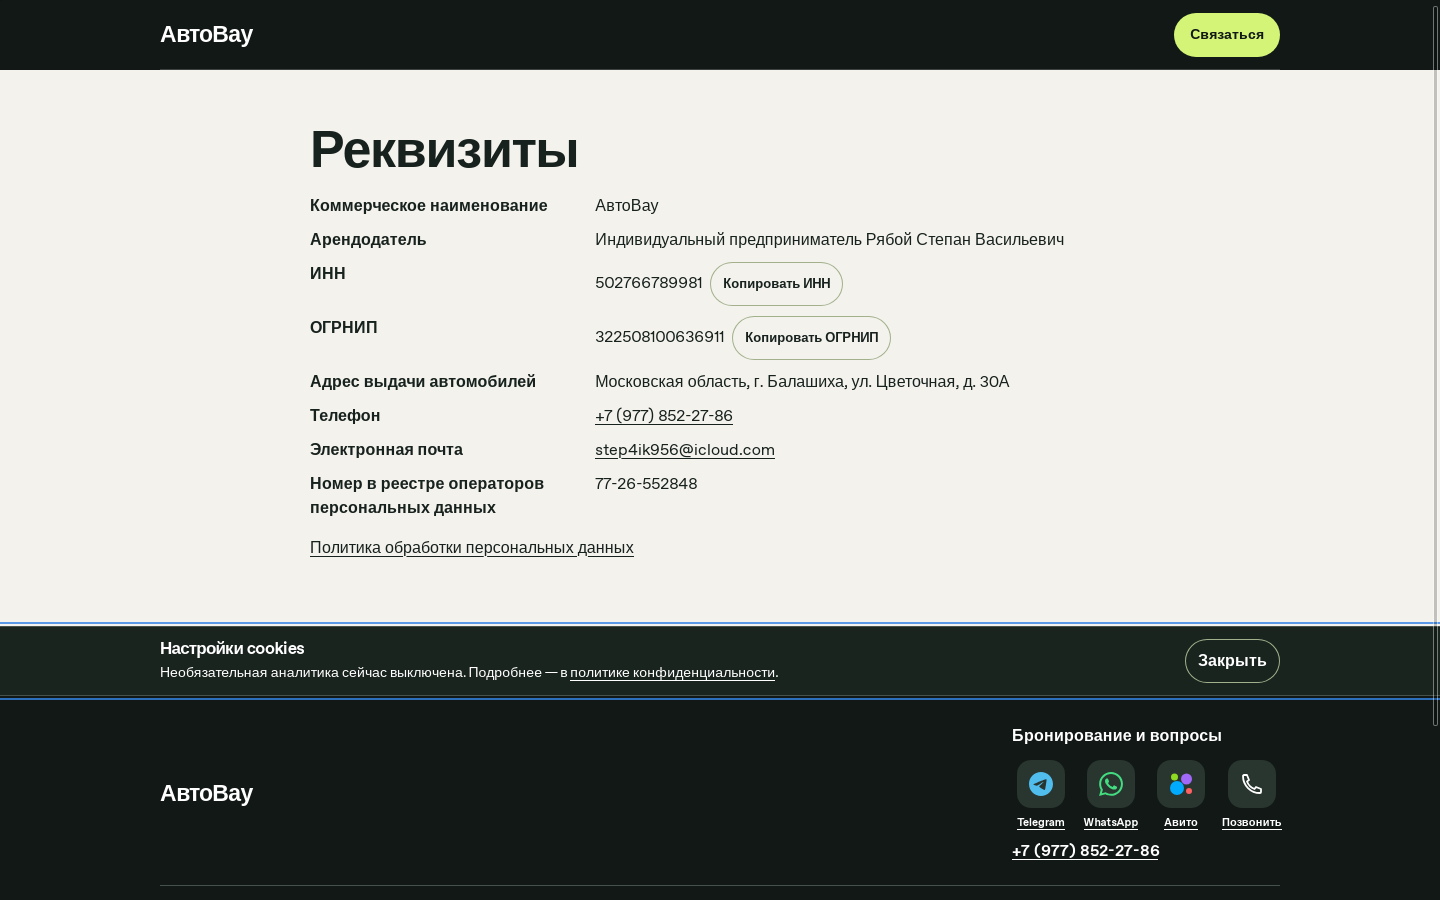 АвтоВау
Связаться
Реквизиты
Коммерческое наименование
АвтоВау
Арендодатель
Индивидуальный предприниматель Рябой Степан Васильевич
ИНН
502766789981 Копировать ИНН
ОГРНИП
322508100636911 Копировать ОГРНИП
Адрес выдачи автомобилей
Московская область, г. Балашиха, ул. Цветочная, д. 30А
Телефон
+7 (977) 852-27-86
Электронная почта
step4ik956@icloud.com
Номер в реестре операторов
персональных данных
77-26-552848
Политика обработки персональных данных
Настройки cookies
Необязательная аналитика сейчас выключена. Подробнее — в политике конфиденциальности.
Закрыть
АвтоВау
Бронирование и вопросы
Telegram
WhatsApp
Авито
Позвонить
+7 (977) 852-27-86